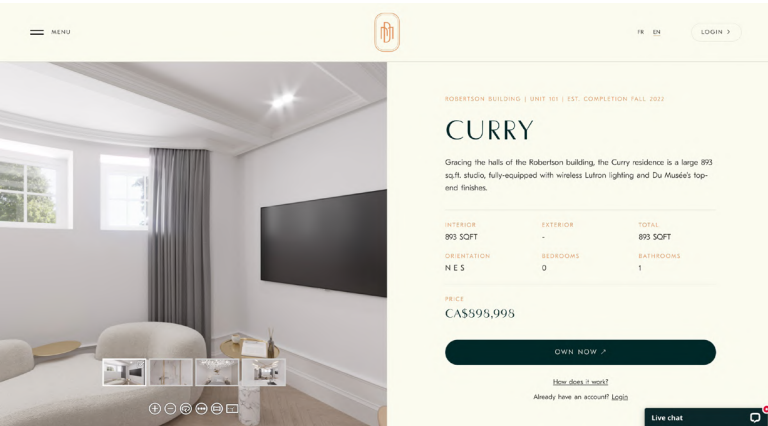 MENU
FR EN
LOGIN
ROBERTSON BUILDING | UNIT 101 | EST. COMPLETION FALL 2022
CURRY
Gracing the halls of the Robertson building, the Curry residence is a large 893
sq.ft. studio, fully-equipped with wireless Lutron lighting and Du Musée's top-
end finishes.
INTERIOR EXTERIOR TOTAL
893 SQFT - 893 SQFT
ORIENTATION BEDROOMS BATHROOMS
N E S 0 1
PRICE
CA$898,998
OWN NOW ↗
How does it work?
Already have an account? Login
Live chat